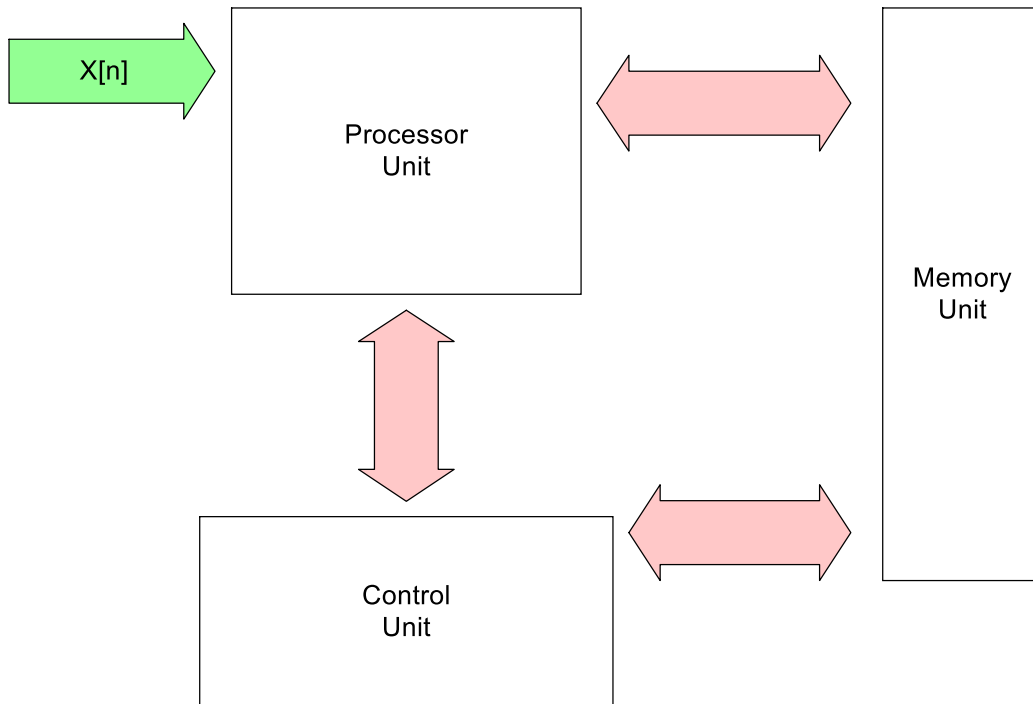 X[n]
Processor
Unit
Memory
Unit
Control
Unit